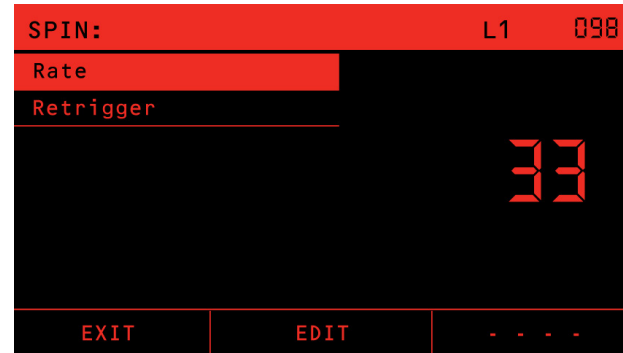 SPIN: L1 098
Rate
Retrigger
33
EXIT EDIT - - - -